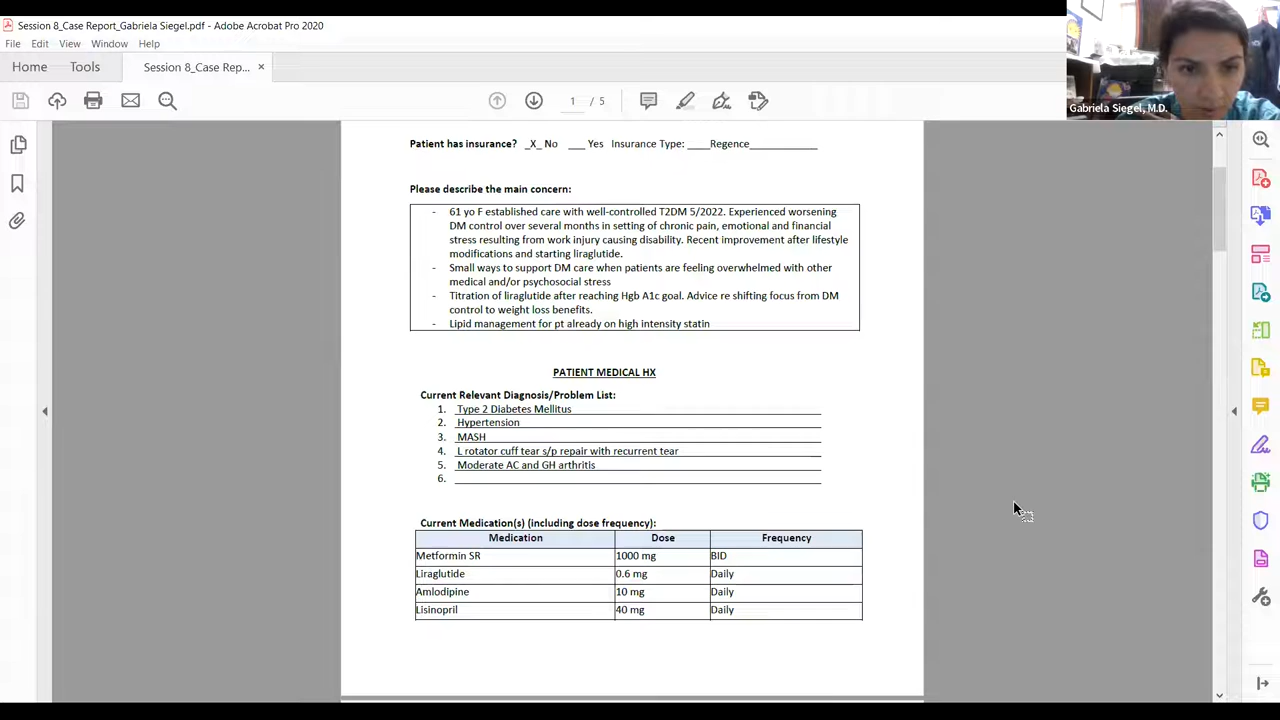 Session 8_Case Report_Gabriela Siegel.pdf - Adobe Acrobat Pro 2020
File Edit View Window Help
Home Tools Session 8_Case Rep... ×
1 / 5
Gabriela Siegel, M.D.
Patient has insurance? _X_ No ___ Yes Insurance Type: ____Regence____________
Please describe the main concern:
- 61 yo F established care with well-controlled T2DM 5/2022. Experienced worsening
DM control over several months in setting of chronic pain, emotional and financial
stress resulting from work injury causing disability. Recent improvement after lifestyle
modifications and starting liraglutide.
- Small ways to support DM care when patients are feeling overwhelmed with other
medical and/or psychosocial stress
- Titration of liraglutide after reaching Hgb A1c goal. Advice re shifting focus from DM
control to weight loss benefits.
- Lipid management for pt already on high intensity statin
PATIENT MEDICAL HX
Current Relevant Diagnosis/Problem List:
1. Type 2 Diabetes Mellitus
2. Hypertension
3. MASH
4. L rotator cuff tear s/p repair with recurrent tear
5. Moderate AC and GH arthritis
6.
Current Medication(s) (including dose frequency):
Medication Dose Frequency
Metformin SR 1000 mg BID
Liraglutide 0.6 mg Daily
Amlodipine 10 mg Daily
Lisinopril 40 mg Daily